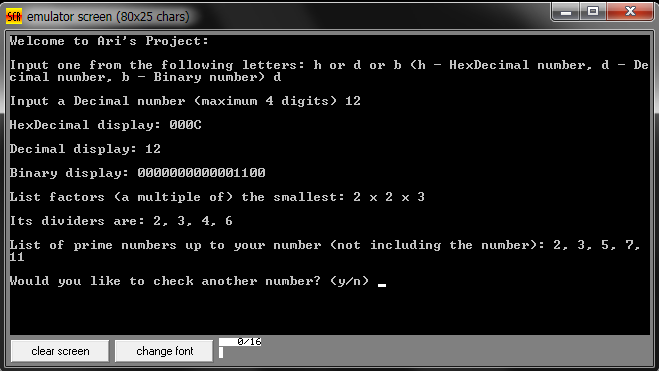 SCR emulator screen (80x25 chars)
Welcome to Ari's Project:
Input one from the following letters: h or d or b (h - HexDecimal number, d - De
cimal number, b - Binary number) d
Input a Decimal number (maximum 4 digits) 12
HexDecimal display: 000C
Decimal display: 12
Binary display: 0000000000001100
List factors (a multiple of) the smallest: 2 x 2 x 3
Its dividers are: 2, 3, 4, 6
List of prime numbers up to your number (not including the number): 2, 3, 5, 7,
11
Would you like to check another number? (y/n)
clear screen change font 0/16